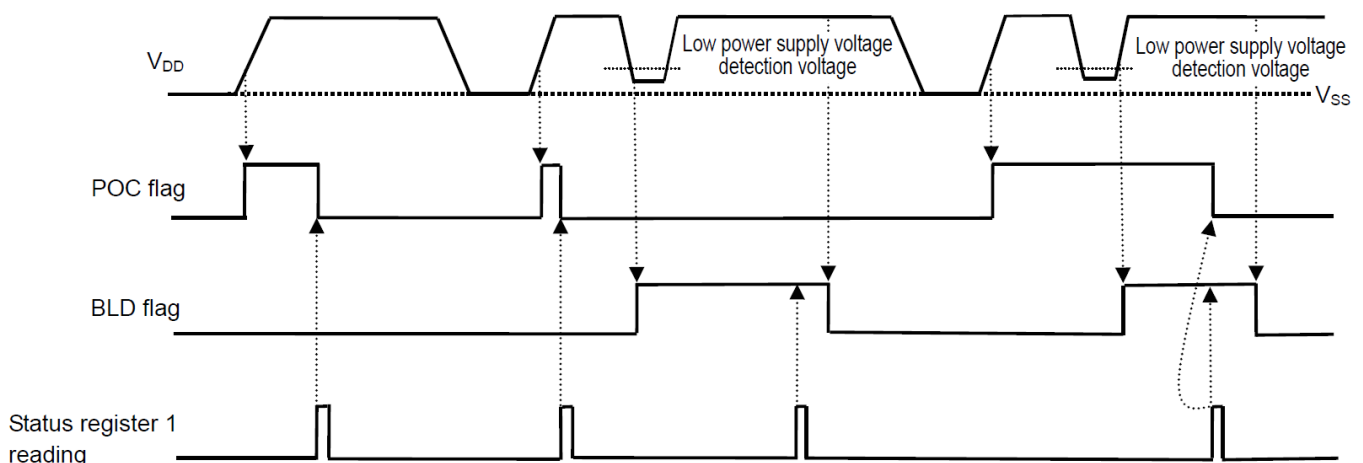 Low power supply voltage
detection voltage
Low power supply voltage
detection voltage
VDD
VSS
POC flag
BLD flag
Status register 1
reading